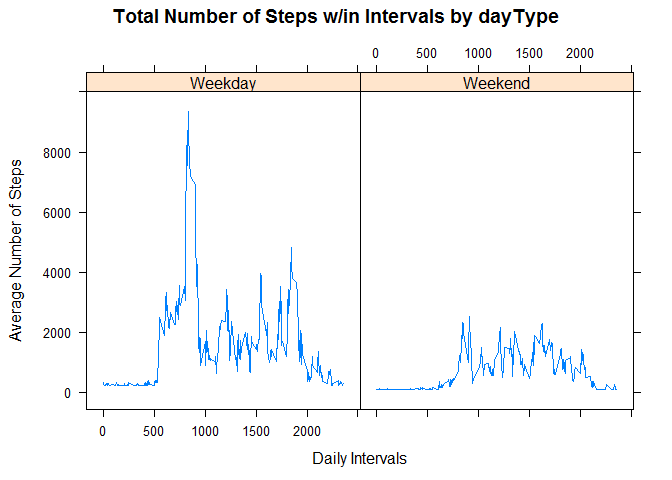 Total Number of Steps w/in Intervals by dayType
0 500 1000 1500 2000
Weekday Weekend
8000
6000
4000
2000
0
Average Number of Steps
0 500 1000 1500 2000
Daily Intervals